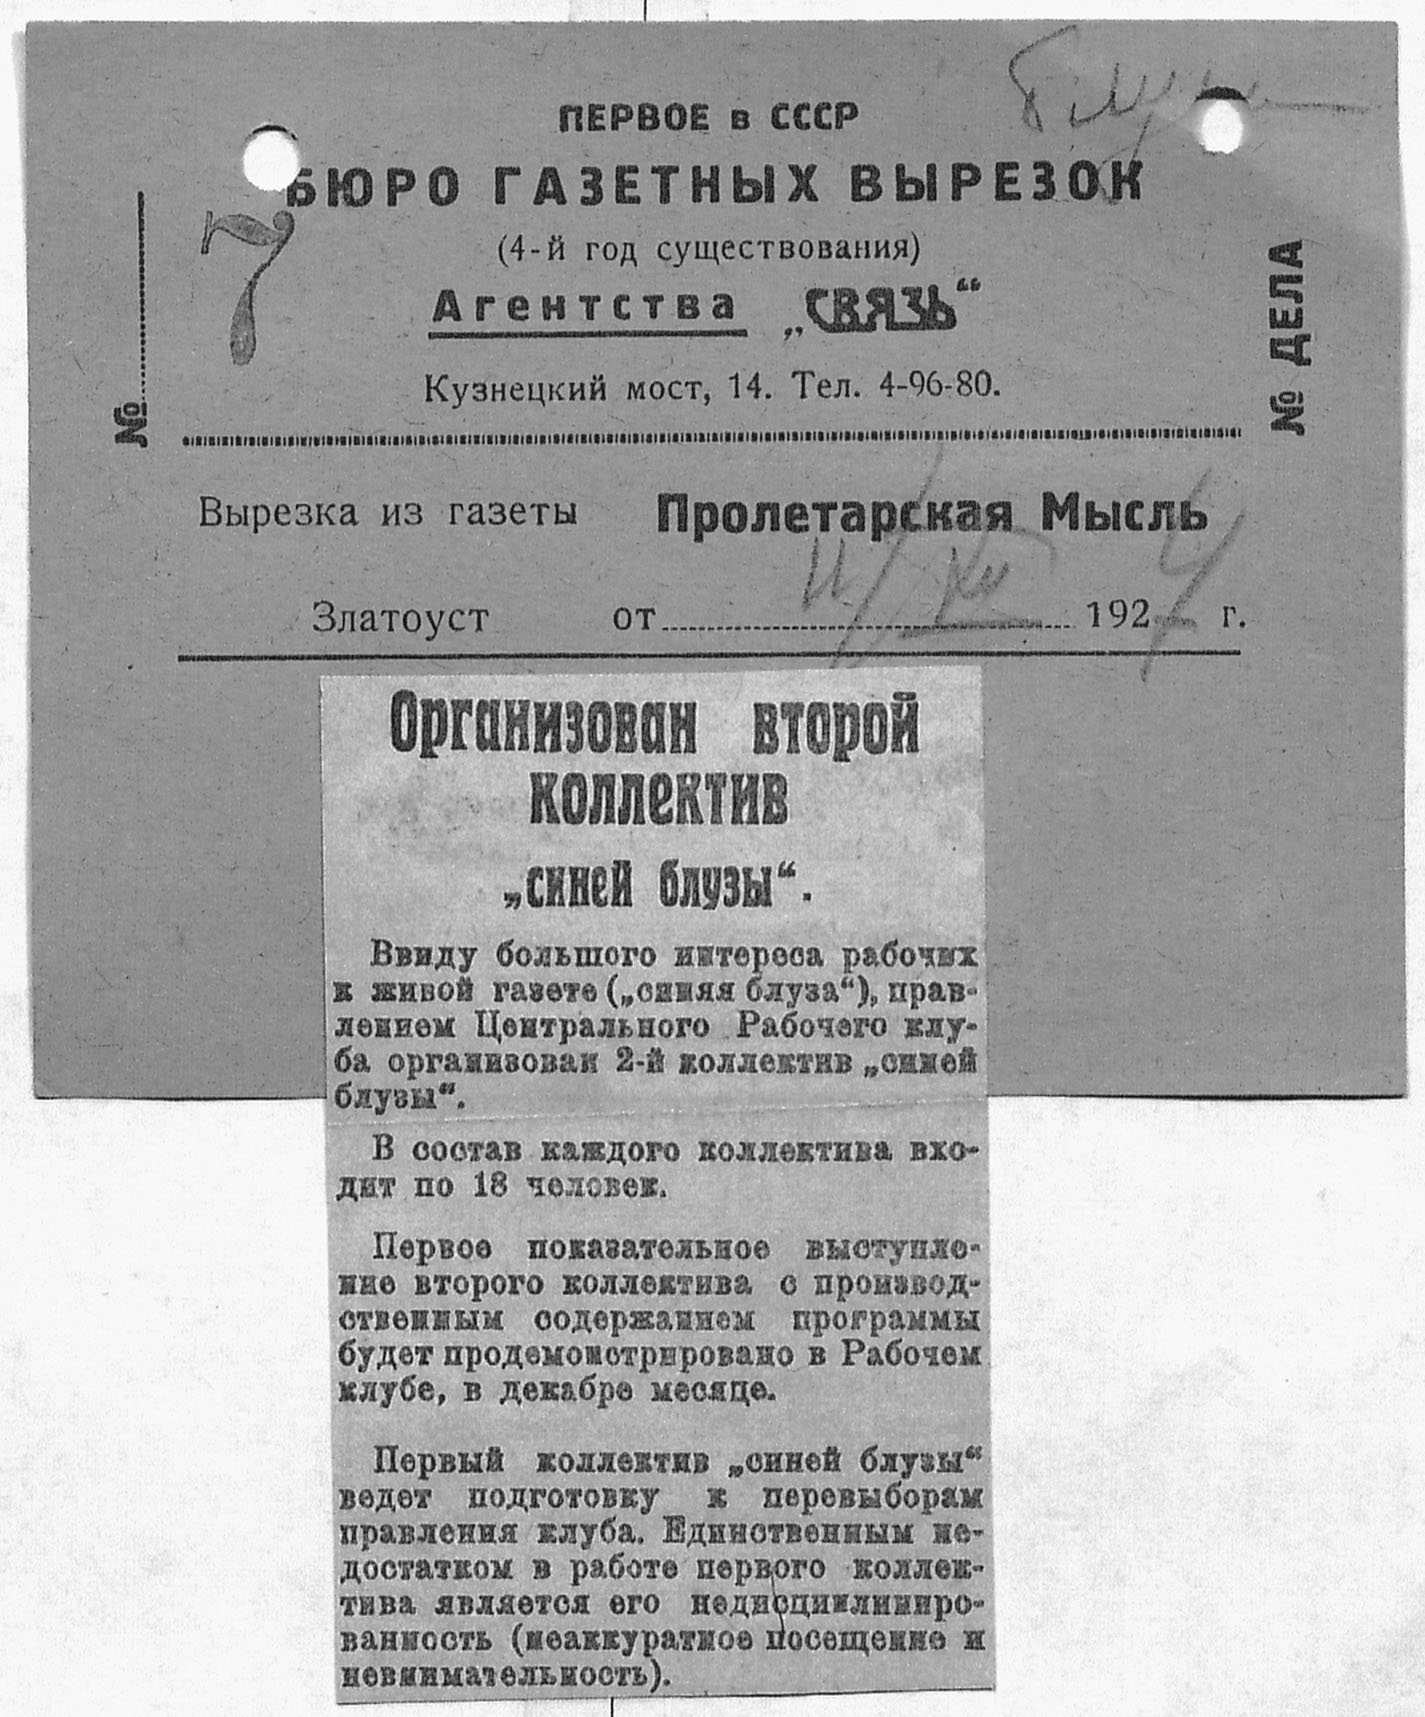 ПЕРВОЕ в СССР
БЮРО ГАЗЕТНЫХ ВЫРЕЗОК
(4-й год существования)
Агентства „СВЯЗЬ“
Кузнецкий мост, 14. Тел. 4-96-80.
№
7
№ ДЕЛА
Вырезка из газеты Пролетарская Мысль
Златоуст от 11/XII 1927 г.
Организован второй
коллектив
„синей блузы“.
Ввиду большого интереса рабочих
к живой газете („синяя блуза“), прав-
лением Центрального Рабочего клу-
ба организован 2-й коллектив „синей
блузы“.
В состав каждого коллектива вхо-
дит по 18 человек.
Первое показательное выступле-
ние второго коллектива с производ-
ственным содержанием программы
будет продемонстрировано в Рабочем
клубе, в декабре месяце.
Первый коллектив „синей блузы“
ведет подготовку к перевыборам
правления клуба. Единственным не-
достатком в работе первого коллек-
тива является его недисциплиниро-
ванность (неаккуратное посещение и
невнимательность).